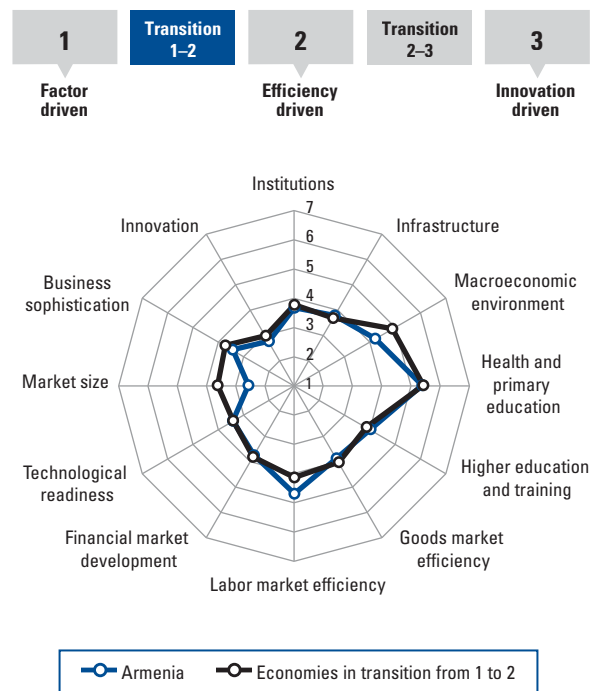 1
Transition
1–2
2
Transition
2–3
3
Factor
driven
Efficiency
driven
Innovation
driven
Institutions
Infrastructure
Macroeconomic
environment
Health and
primary
education
Higher education
and training
Goods market
efficiency
Labor market efficiency
Financial market
development
Technological
readiness
Market size
Business
sophistication
Innovation
7
6
5
4
3
2
1
Armenia
Economies in transition from 1 to 2